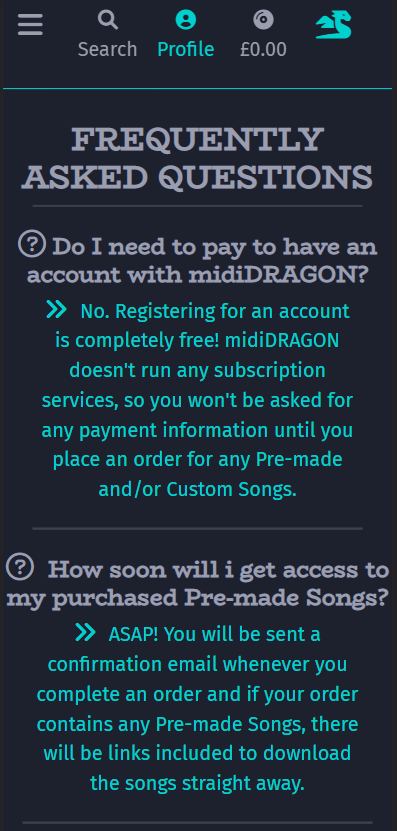 Search Profile £0.00
FREQUENTLY
ASKED QUESTIONS
Do I need to pay to have an
account with midiDRAGON?
No. Registering for an account
is completely free! midiDRAGON
doesn't run any subscription
services, so you won't be asked for
any payment information until you
place an order for any Pre-made
and/or Custom Songs.
How soon will i get access to
my purchased Pre-made Songs?
ASAP! You will be sent a
confirmation email whenever you
complete an order and if your order
contains any Pre-made Songs, there
will be links included to download
the songs straight away.